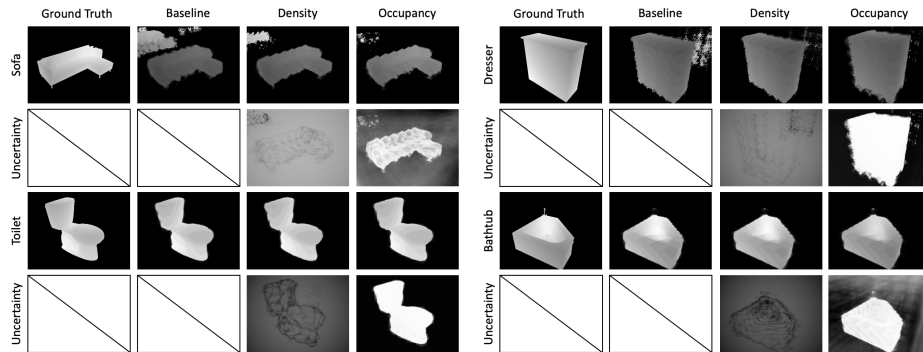 Ground Truth Baseline Density Occupancy
Sofa
Uncertainty
Toilet
Uncertainty
Ground Truth Baseline Density Occupancy
Dresser
Uncertainty
Bathtub
Uncertainty